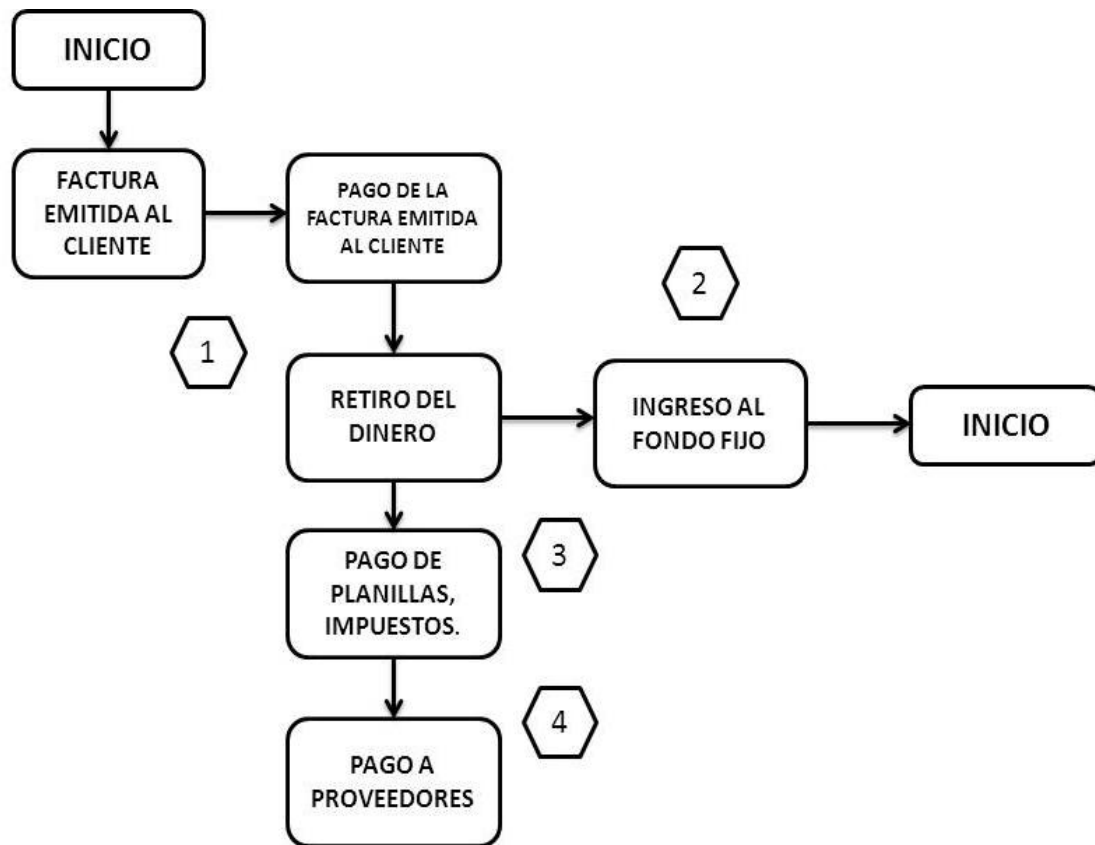 INICIO
FACTURA
EMITIDA AL
CLIENTE
PAGO DE LA
FACTURA EMITIDA
AL CLIENTE
2
1
RETIRO DEL
DINERO
INGRESO AL
FONDO FIJO
INICIO
PAGO DE
PLANILLAS,
IMPUESTOS.
3
4
PAGO A
PROVEEDORES